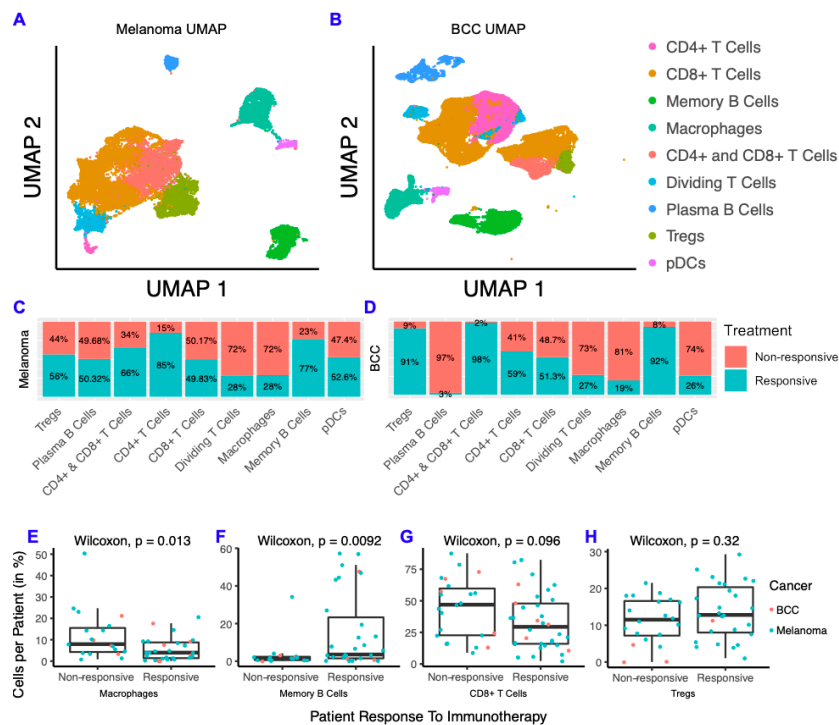 A
B
Melanoma UMAP
BCC UMAP
UMAP 2
UMAP 2
CD4+ T Cells
CD8+ T Cells
Memory B Cells
Macrophages
CD4+ and CD8+ T Cells
Dividing T Cells
Plasma B Cells
Tregs
pDCs
UMAP 1
UMAP 1
C
D
Melanoma
44% 49.68% 34% 15% 50.17% 72% 72% 23% 47.4%
56% 50.32% 66% 85% 49.83% 28% 28% 77% 52.6%
Tregs
Plasma B Cells
CD4+ & CD8+ T Cells
CD4+ T Cells
CD8+ T Cells
Dividing T Cells
Macrophages
Memory B Cells
pDCs
BCC
9% 97% 2% 41% 48.7% 73% 81% 8% 74%
91% 3% 98% 59% 51.3% 27% 19% 92% 26%
Tregs
Plasma B Cells
CD4+ & CD8+ T Cells
CD4+ T Cells
CD8+ T Cells
Dividing T Cells
Macrophages
Memory B Cells
pDCs
Treatment
Non-responsive
Responsive
E
F
G
H
Wilcoxon, p = 0.013
Wilcoxon, p = 0.0092
Wilcoxon, p = 0.096
Wilcoxon, p = 0.32
Cells per Patient (in %)
50
40
30
20
10
0
60
40
20
0
75
50
25
0
30
20
10
0
Non-responsive Responsive
Macrophages
Non-responsive Responsive
Memory B Cells
Non-responsive Responsive
CD8+ T Cells
Non-responsive Responsive
Tregs
Cancer
BCC
Melanoma
Patient Response To Immunotherapy